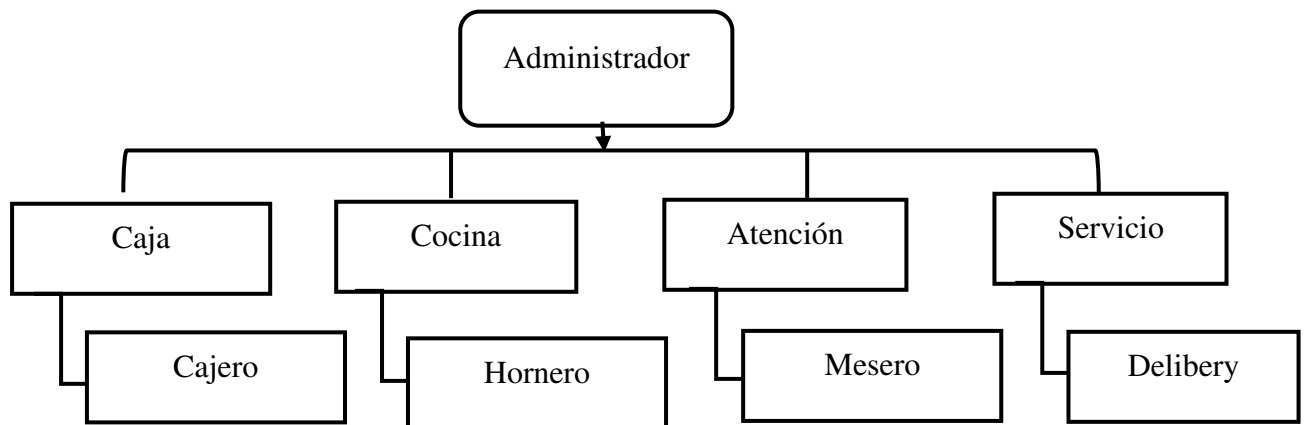 Administrador
Caja
Cocina
Atención
Servicio
Cajero
Hornero
Mesero
Delibery